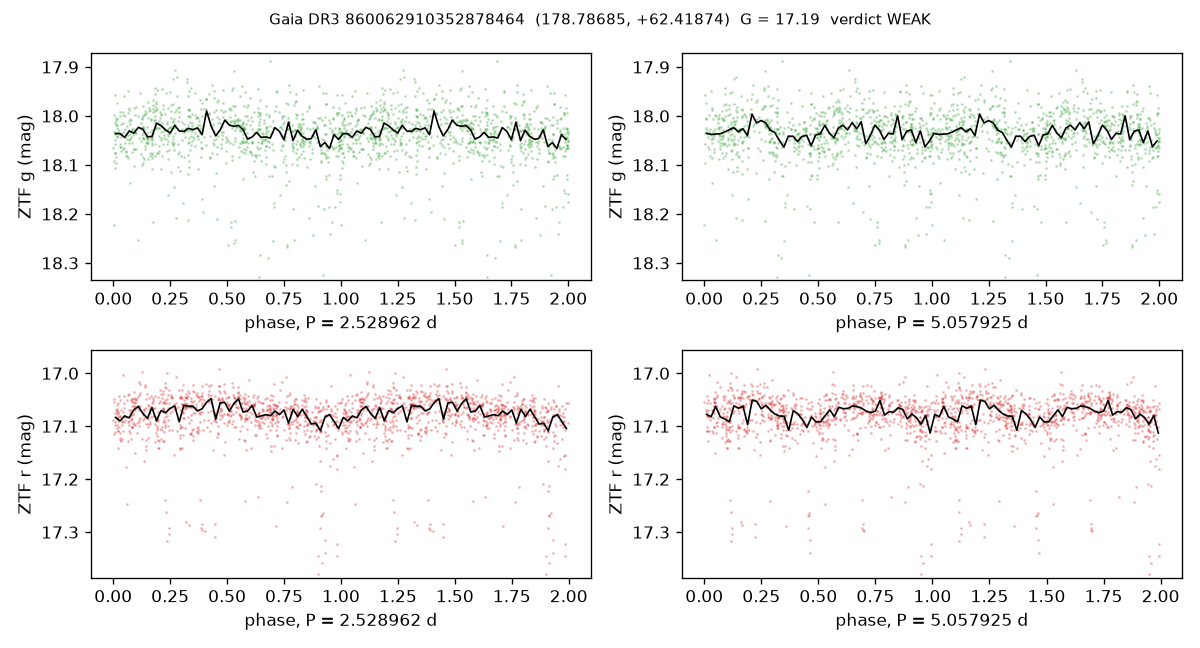 Gaia DR3 860062910352878464  (178.78685, +62.41874)  G = 17.19  verdict WEAK
17.9
18.0
18.1
18.2
18.3
ZTF g (mag)
0.00 0.25 0.50 0.75 1.00 1.25 1.50 1.75 2.00
phase, P = 2.528962 d
17.9
18.0
18.1
18.2
18.3
ZTF g (mag)
0.00 0.25 0.50 0.75 1.00 1.25 1.50 1.75 2.00
phase, P = 5.057925 d
17.0
17.1
17.2
17.3
ZTF r (mag)
0.00 0.25 0.50 0.75 1.00 1.25 1.50 1.75 2.00
phase, P = 2.528962 d
17.0
17.1
17.2
17.3
ZTF r (mag)
0.00 0.25 0.50 0.75 1.00 1.25 1.50 1.75 2.00
phase, P = 5.057925 d